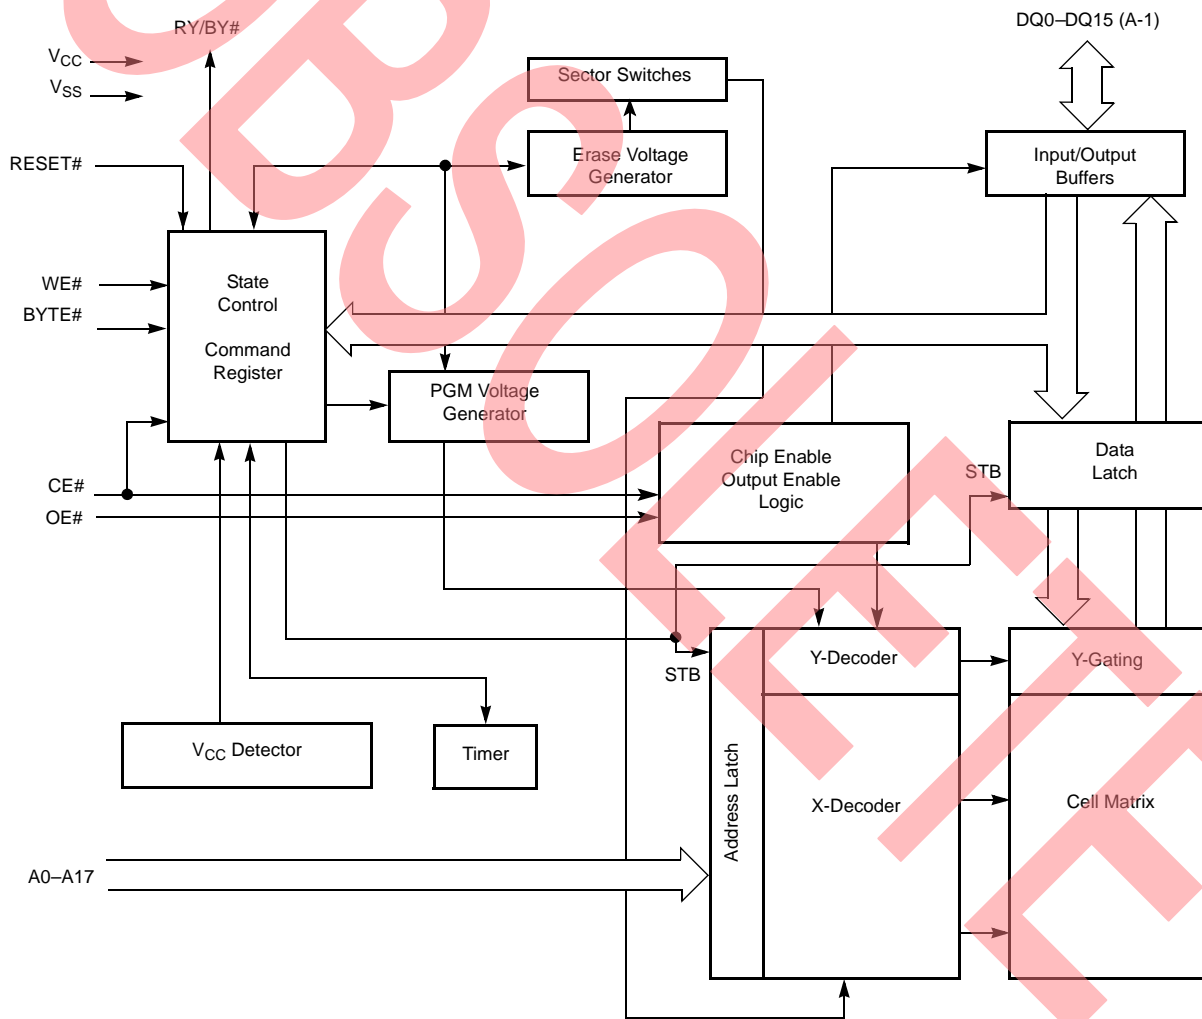 RY/BY#
DQ0–DQ15 (A-1)
VCC
VSS
Sector Switches
RESET#
Erase Voltage
Generator
Input/Output
Buffers
WE#
BYTE#
State
Control
Command
Register
PGM Voltage
Generator
CE#
OE#
Chip Enable
Output Enable
Logic
STB
Data
Latch
STB
Y-Decoder
Y-Gating
VCC Detector
Timer
Address Latch
X-Decoder
Cell Matrix
A0–A17
OBSOLETE